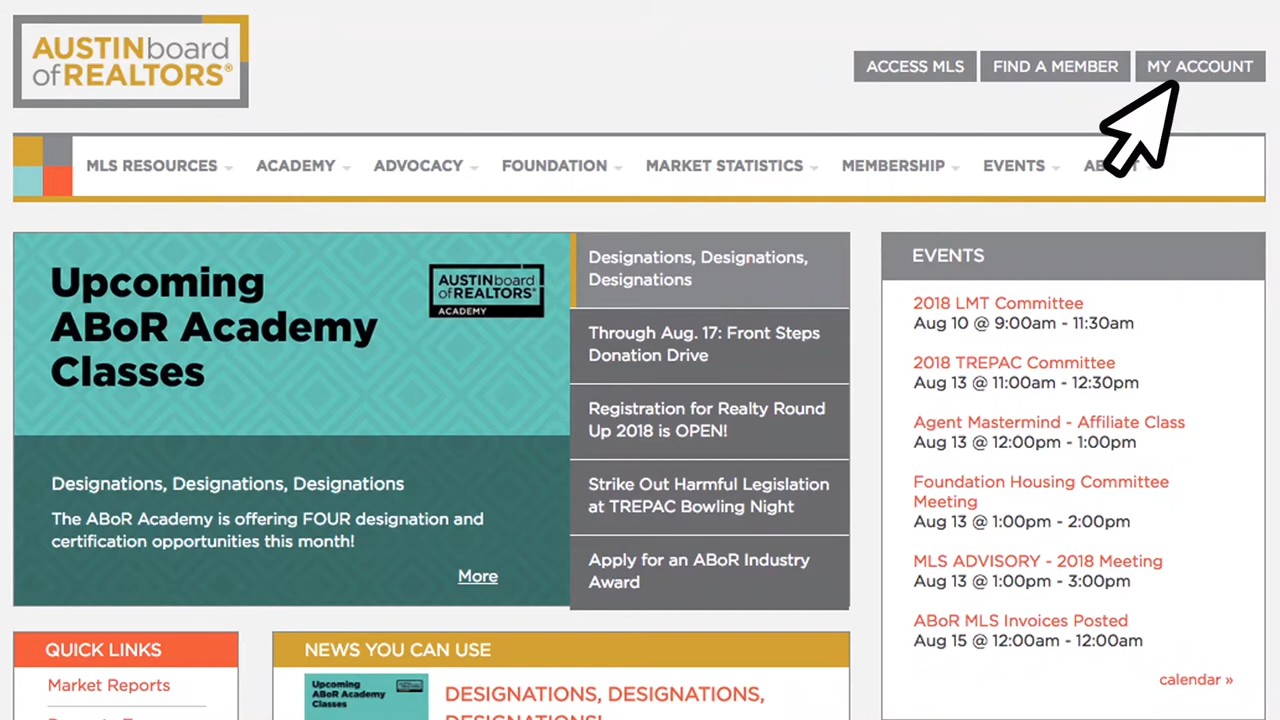 AUSTINboard
ofREALTORS®
ACCESS MLS
FIND A MEMBER
MY ACCOUNT
MLS RESOURCES
ACADEMY
ADVOCACY
FOUNDATION
MARKET STATISTICS
MEMBERSHIP
EVENTS
Upcoming
ABoR Academy
Classes
AUSTINboard
ofREALTORS®
ACADEMY
Designations, Designations, Designations
The ABoR Academy is offering FOUR designation and
certification opportunities this month!
More
Designations, Designations,
Designations
Through Aug. 17: Front Steps
Donation Drive
Registration for Realty Round
Up 2018 is OPEN!
Strike Out Harmful Legislation
at TREPAC Bowling Night
Apply for an ABoR Industry
Award
EVENTS
2018 LMT Committee
Aug 10 @ 9:00am - 11:30am
2018 TREPAC Committee
Aug 13 @ 11:00am - 12:30pm
Agent Mastermind - Affiliate Class
Aug 13 @ 12:00pm - 1:00pm
Foundation Housing Committee
Meeting
Aug 13 @ 1:00pm - 2:00pm
MLS ADVISORY - 2018 Meeting
Aug 13 @ 1:00pm - 3:00pm
ABoR MLS Invoices Posted
Aug 15 @ 12:00am - 12:00am
calendar »
QUICK LINKS
Market Reports
NEWS YOU CAN USE
Upcoming
ABoR Academy
Classes
DESIGNATIONS, DESIGNATIONS,
DESIGNATIONS!